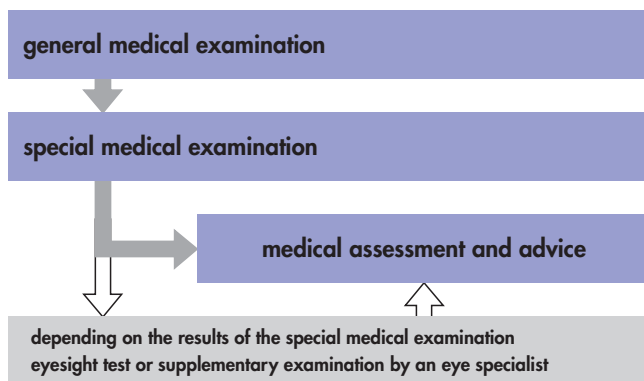 general medical examination
special medical examination
medical assessment and advice
depending on the results of the special medical examination
eyesight test or supplementary examination by an eye specialist